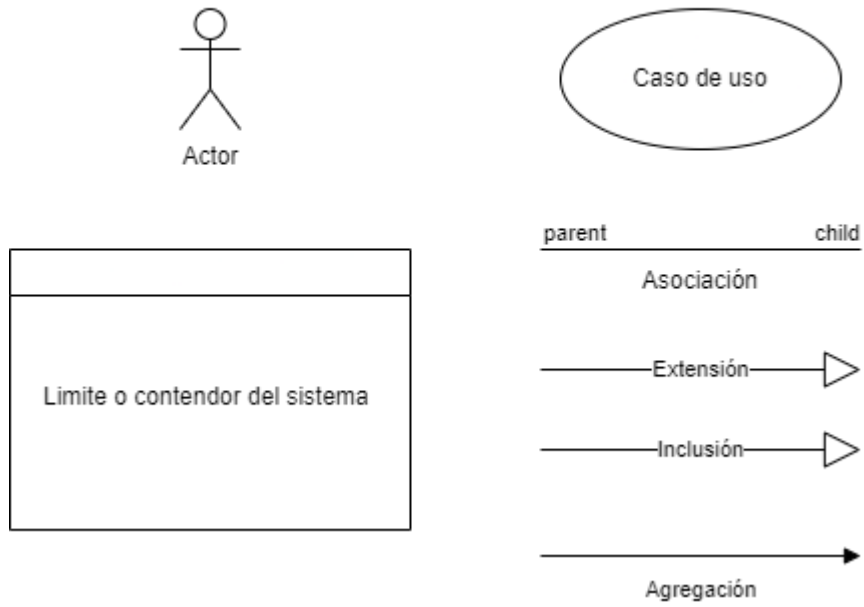 Actor
Caso de uso
Limite o contendor del sistema
parent child
Asociación
Extensión
Inclusión
Agregación